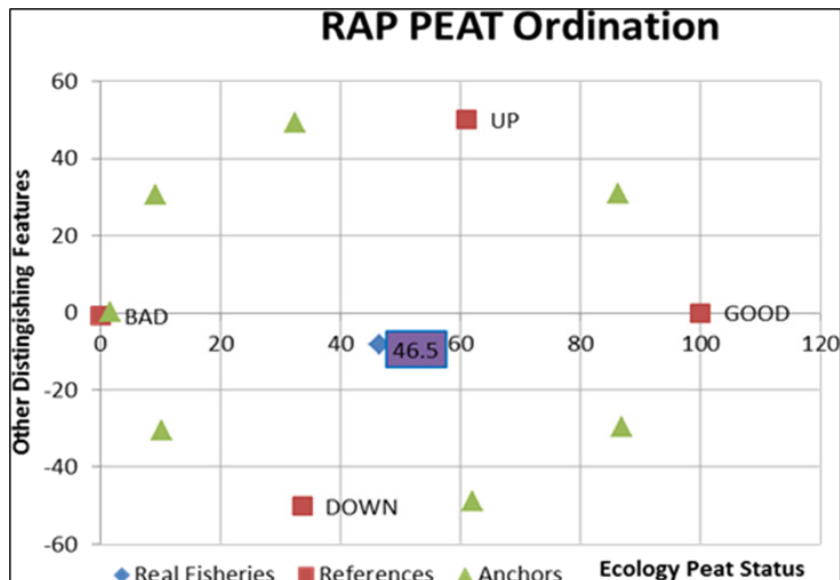 RAP PEAT Ordination
60
UP
40
20
Other Distingishing Features
0
BAD
GOOD
0 20 40 60 80 100 120
46.5
-20
-40
DOWN
-60
Real Fisheries References Anchors Ecology Peat Status